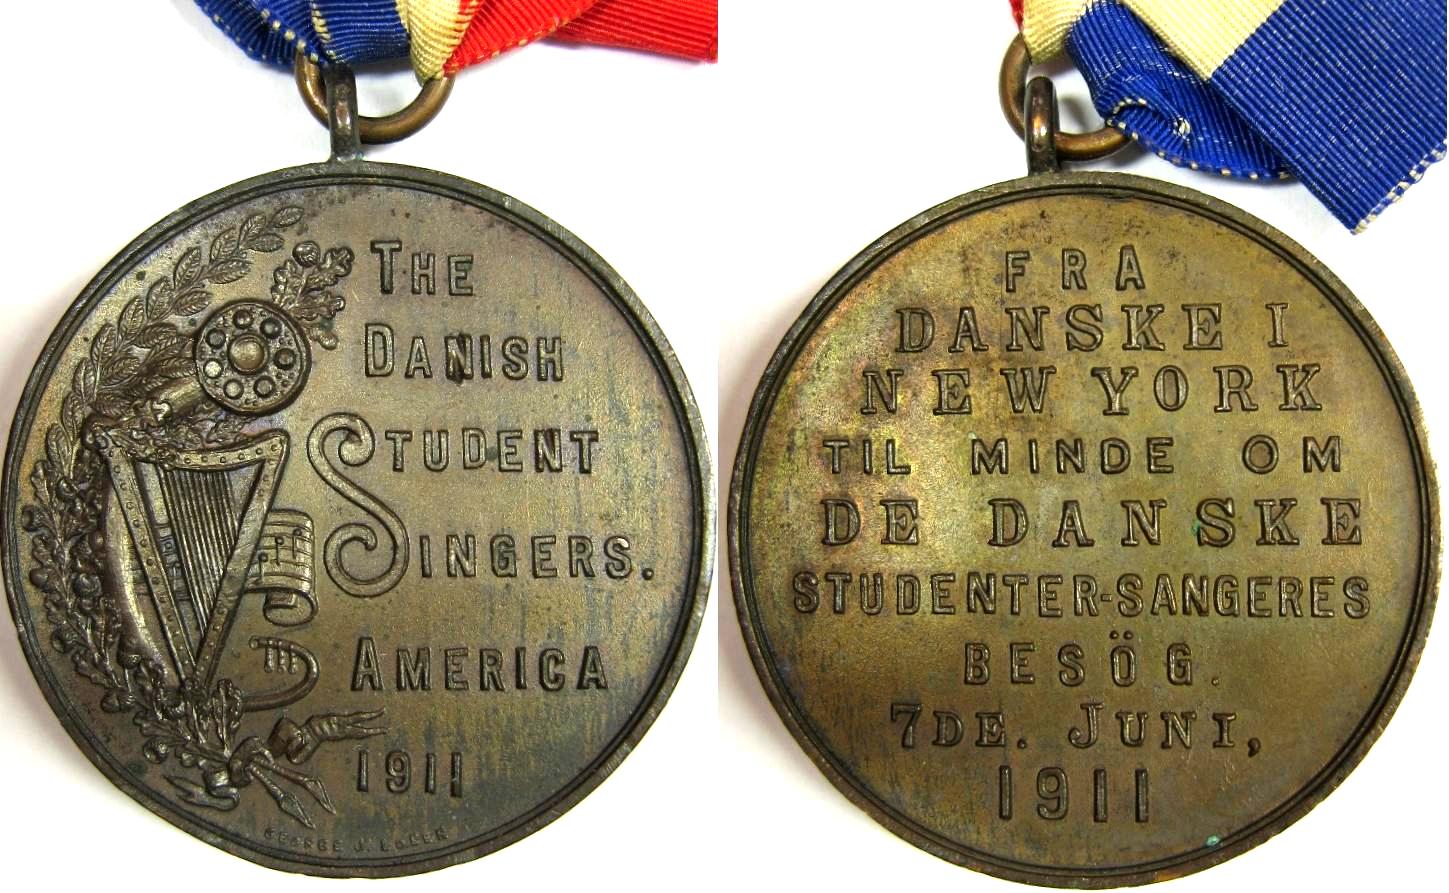 THE
DANISH
STUDENT
SINGERS.
AMERICA
1911
GEORGE J.
FRA
DANSKE I
NEW YORK
TIL MINDE OM
DE DANSKE
STUDENTER-SANGERES
BESÖG.
7DE. JUNI,
1911